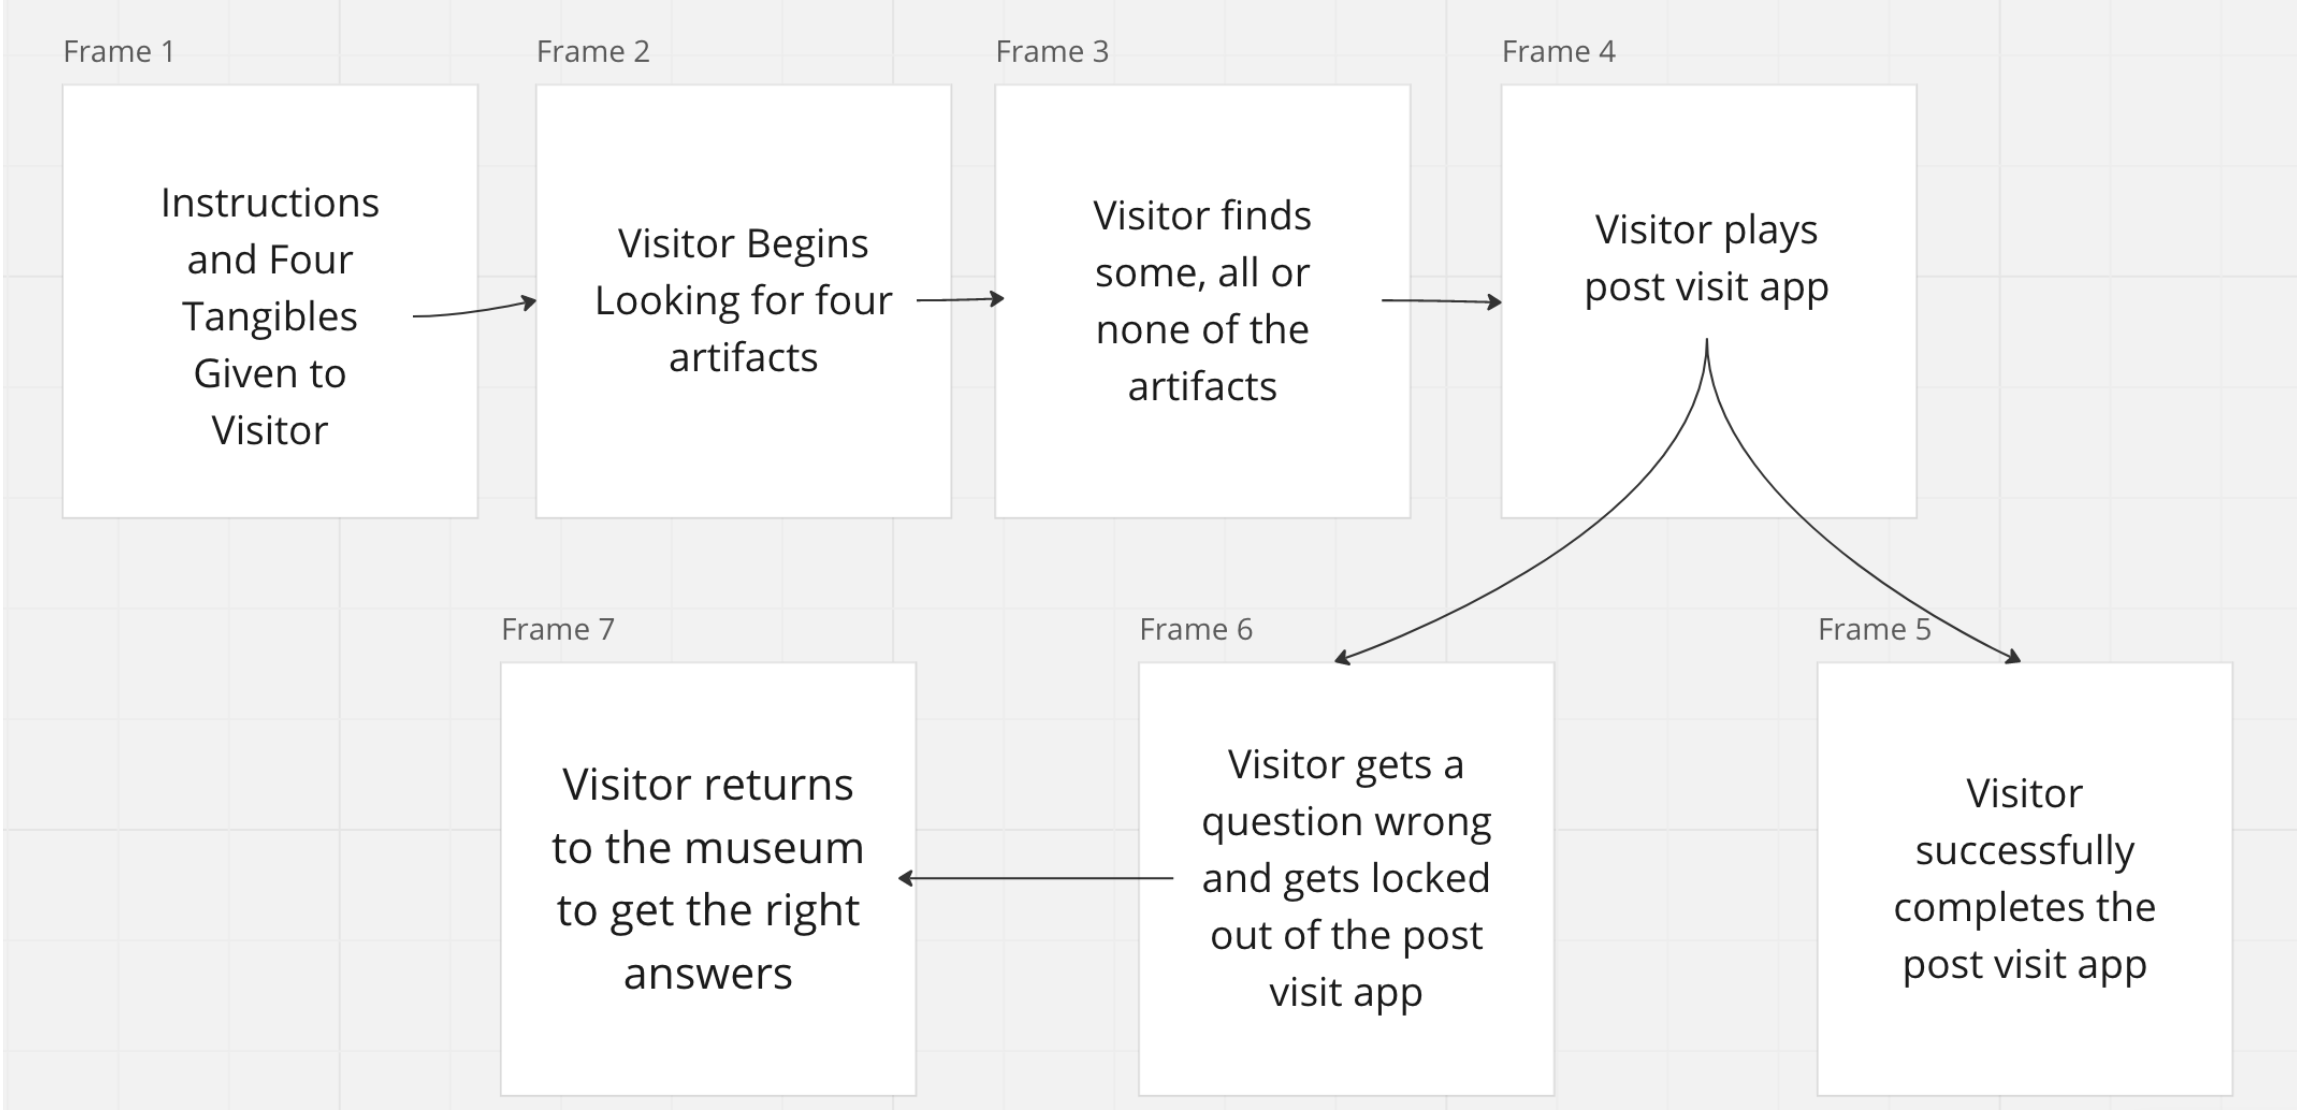 Frame 1
Instructions
and Four
Tangibles
Given to
Visitor
Frame 2
Visitor Begins
Looking for four
artifacts
Frame 3
Visitor finds
some, all or
none of the
artifacts
Frame 4
Visitor plays
post visit app
Frame 5
Visitor
successfully
completes the
post visit app
Frame 6
Visitor gets a
question wrong
and gets locked
out of the post
visit app
Frame 7
Visitor returns
to the museum
to get the right
answers